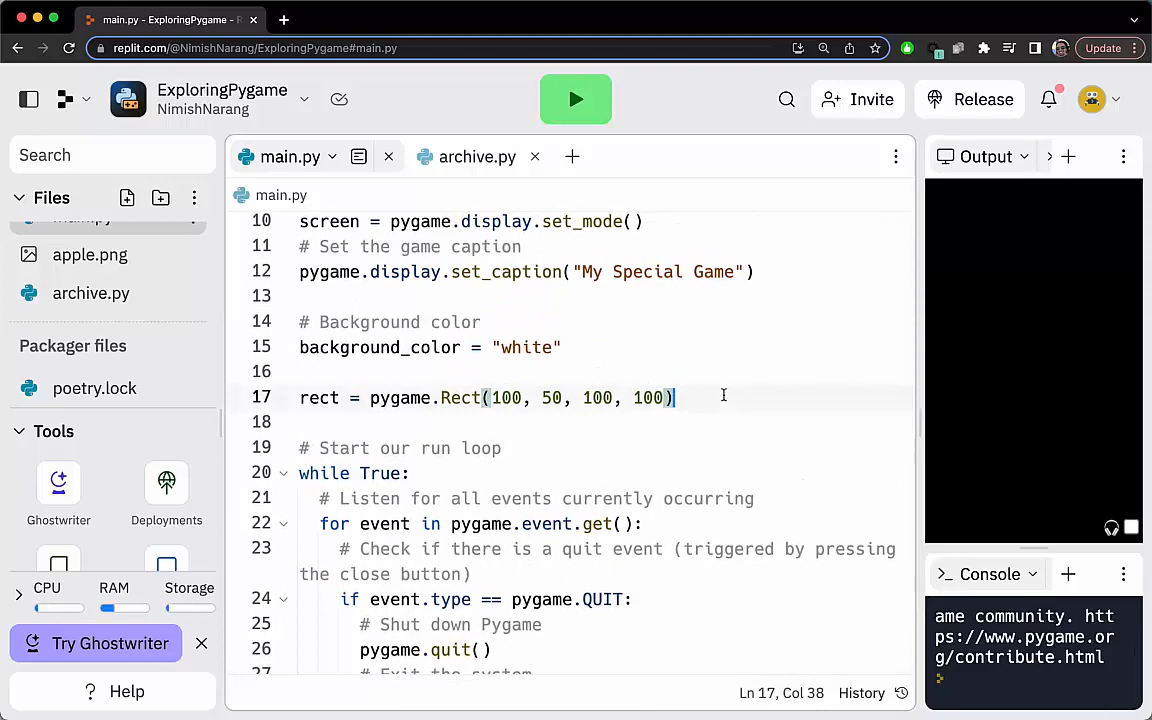 main.py - ExploringPygame - R
replit.com/@NimishNarang/ExploringPygame#main.py
Update
ExploringPygame
NimishNarang
Invite
Release
Search
Files
apple.png
archive.py
Packager files
poetry.lock
Tools
Ghostwriter
Deployments
CPU
RAM
Storage
Try Ghostwriter
? Help
main.py
archive.py
main.py
10 screen = pygame.display.set_mode()
11 # Set the game caption
12 pygame.display.set_caption("My Special Game")
13
14 # Background color
15 background_color = "white"
16
17 rect = pygame.Rect(100, 50, 100, 100)
18
19 # Start our run loop
20 while True:
21 # Listen for all events currently occurring
22 for event in pygame.event.get():
23 # Check if there is a quit event (triggered by pressing
the close button)
24 if event.type == pygame.QUIT:
25 # Shut down Pygame
26 pygame.quit()
27 # Exit the system
Ln 17, Col 38
History
Output
Console
ame community. htt
ps://www.pygame.or
g/contribute.html